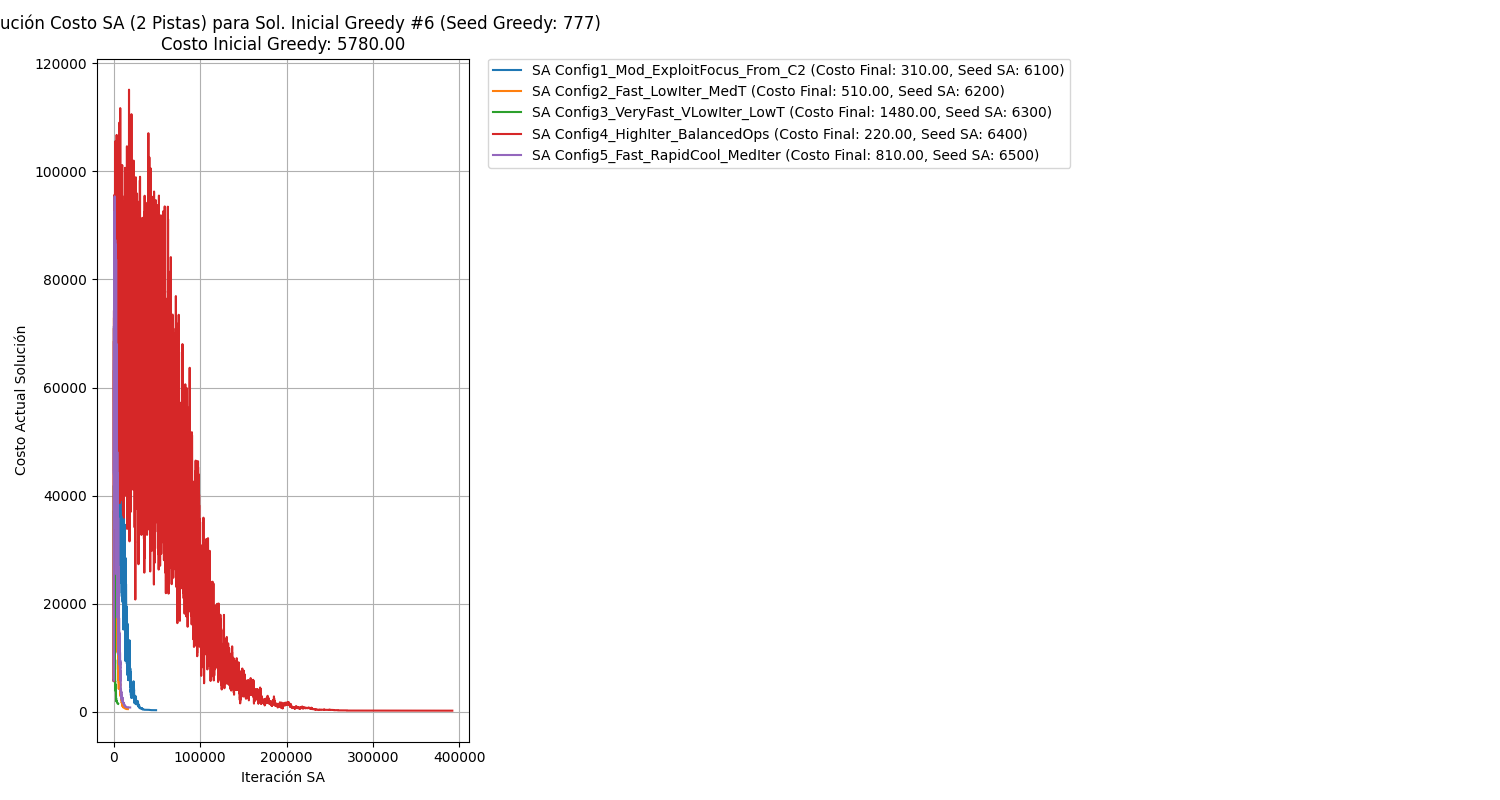 ución Costo SA (2 Pistas) para Sol. Inicial Greedy #6 (Seed Greedy: 777)
Costo Inicial Greedy: 5780.00
SA Config1_Mod_ExploitFocus_From_C2 (Costo Final: 310.00, Seed SA: 6100)
SA Config2_Fast_LowIter_MedT (Costo Final: 510.00, Seed SA: 6200)
SA Config3_VeryFast_VLowIter_LowT (Costo Final: 1480.00, Seed SA: 6300)
SA Config4_HighIter_BalancedOps (Costo Final: 220.00, Seed SA: 6400)
SA Config5_Fast_RapidCool_MedIter (Costo Final: 810.00, Seed SA: 6500)
Costo Actual Solución
120000
100000
80000
60000
40000
20000
0
0 100000 200000 300000 400000
Iteración SA